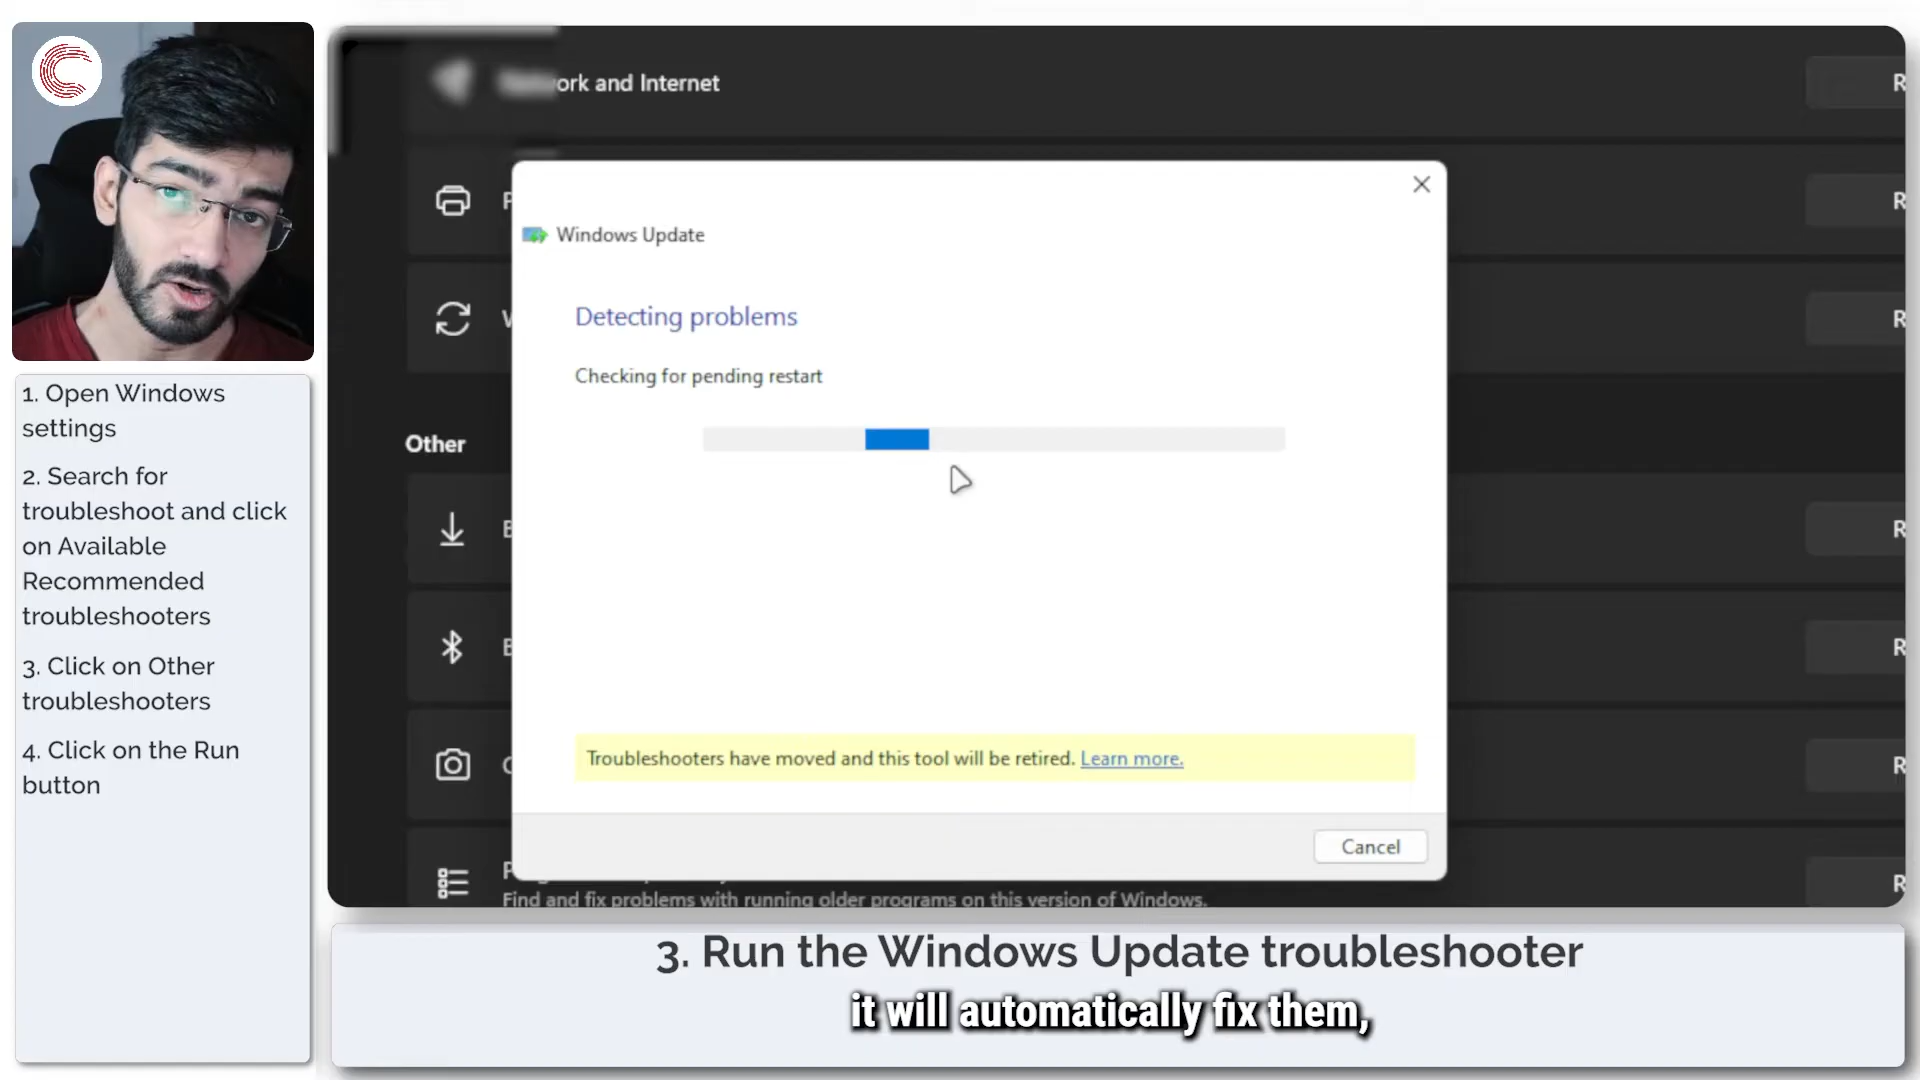 1. Open Windows
settings
2. Search for
troubleshoot and click
on Available
Recommended
troubleshooters
3. Click on Other
troubleshooters
4. Click on the Run
button
ork and Internet
R
R
Windows Update
Detecting problems
R
Checking for pending restart
Other
R
R
Troubleshooters have moved and this tool will be retired. Learn more.
R
Cancel
R
Find and fix problems with running older programs on this version of Windows.
3. Run the Windows Update troubleshooter
it will automatically fix them,